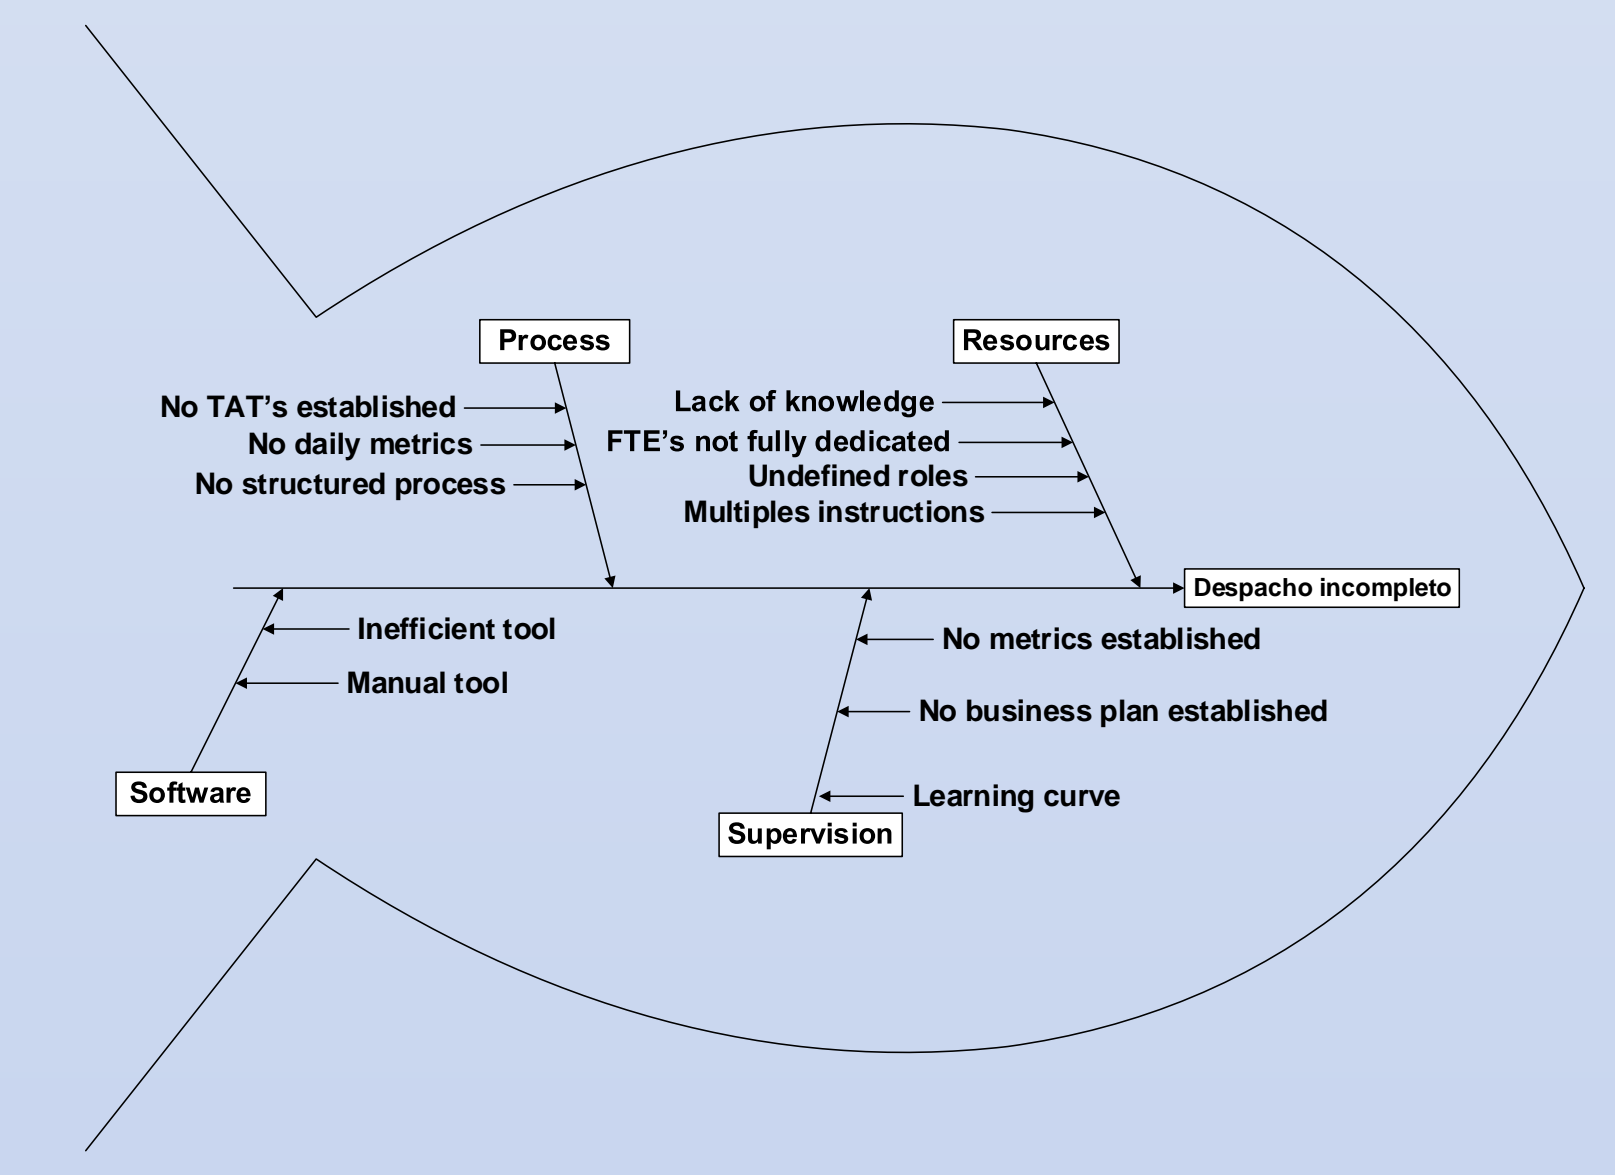 Process
Resources
No TAT’s established
No daily metrics
No structured process
Lack of knowledge
FTE’s not fully dedicated
Undefined roles
Multiples instructions
Despacho incompleto
Inefficient tool
Manual tool
Software
No metrics established
No business plan established
Learning curve
Supervision